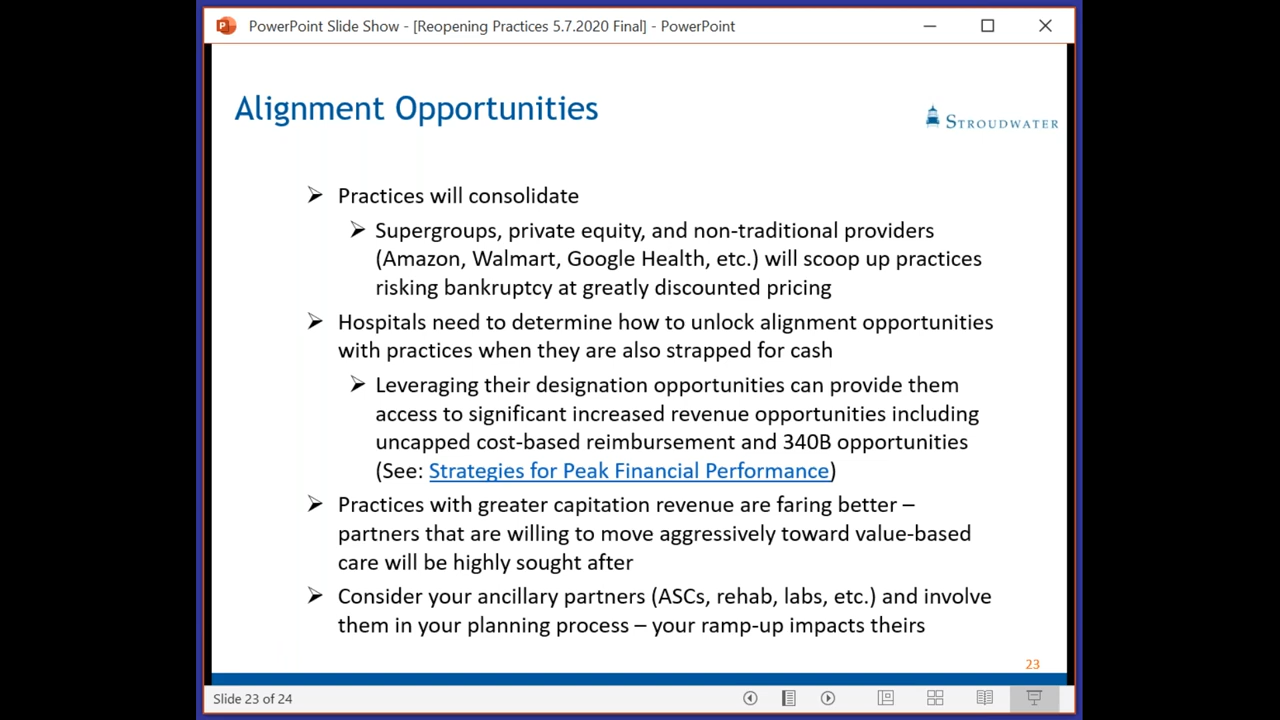 PowerPoint Slide Show - [Reopening Practices 5.7.2020 Final] - PowerPoint
Alignment Opportunities
STROUDWATER
Practices will consolidate
Supergroups, private equity, and non-traditional providers
(Amazon, Walmart, Google Health, etc.) will scoop up practices
risking bankruptcy at greatly discounted pricing
Hospitals need to determine how to unlock alignment opportunities
with practices when they are also strapped for cash
Leveraging their designation opportunities can provide them
access to significant increased revenue opportunities including
uncapped cost-based reimbursement and 340B opportunities
(See: Strategies for Peak Financial Performance)
Practices with greater capitation revenue are faring better –
partners that are willing to move aggressively toward value-based
care will be highly sought after
Consider your ancillary partners (ASCs, rehab, labs, etc.) and involve
them in your planning process – your ramp-up impacts theirs
23
Slide 23 of 24